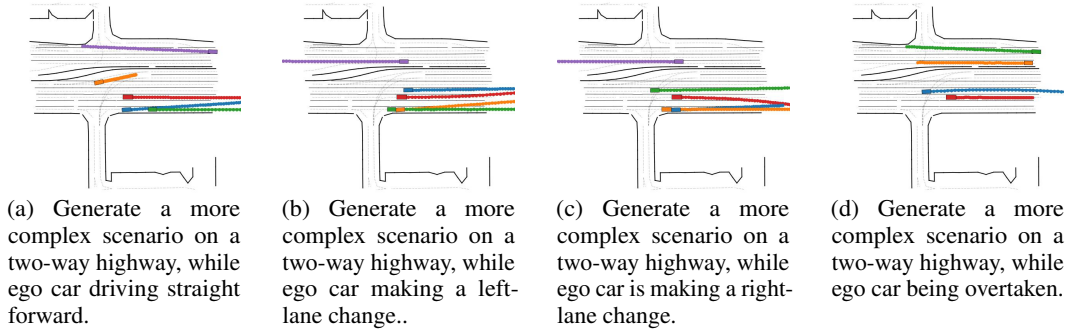 (a) Generate a more
complex scenario on a
two-way highway, while
ego car driving straight
forward.
(b) Generate a more
complex scenario on a
two-way highway, while
ego car making a left-
lane change..
(c) Generate a more
complex scenario on a
two-way highway, while
ego car is making a right-
lane change.
(d) Generate a more
complex scenario on a
two-way highway, while
ego car being overtaken.